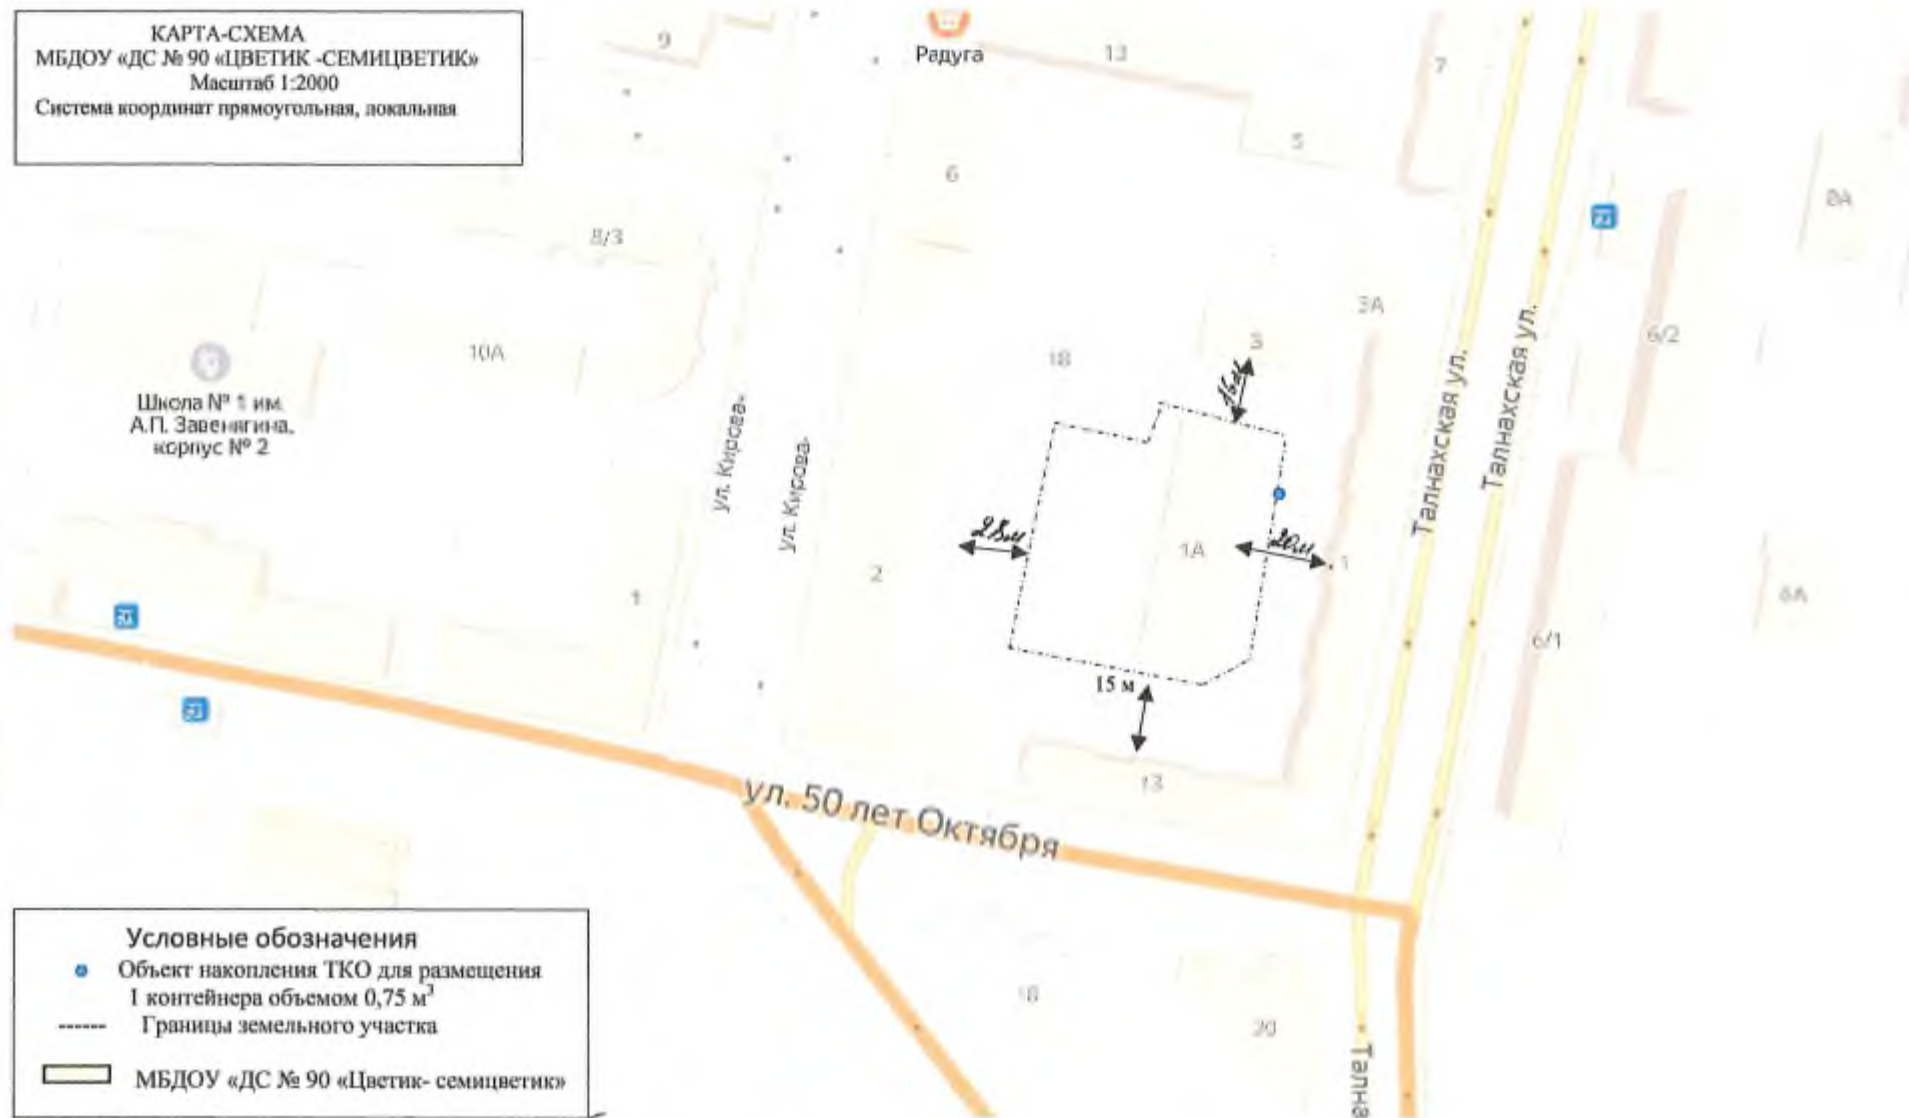 КАРТА-СХЕМА
МБДОУ «ДС № 90 «ЦВЕТИК -СЕМИЦВЕТИК»
Масштаб 1:2000
Система координат прямоугольная, локальная
9
Радуга
13
7
5
6
8А
8/3
3А
6/2
10А
18
3
16м
Школа № 1 им.
А.П. Завенягина,
корпус № 2
ул. Кирова
ул. Кирова
Талнахская ул.
Талнахская ул.
28м
1А
20м
1
2
1
6А
6/1
15 м
13
ул. 50 лет Октября
18
20
Тална
Условные обозначения
Объект накопления ТКО для размещения
1 контейнера объемом 0,75 м³
Границы земельного участка
МБДОУ «ДС № 90 «Цветик- семицветик»